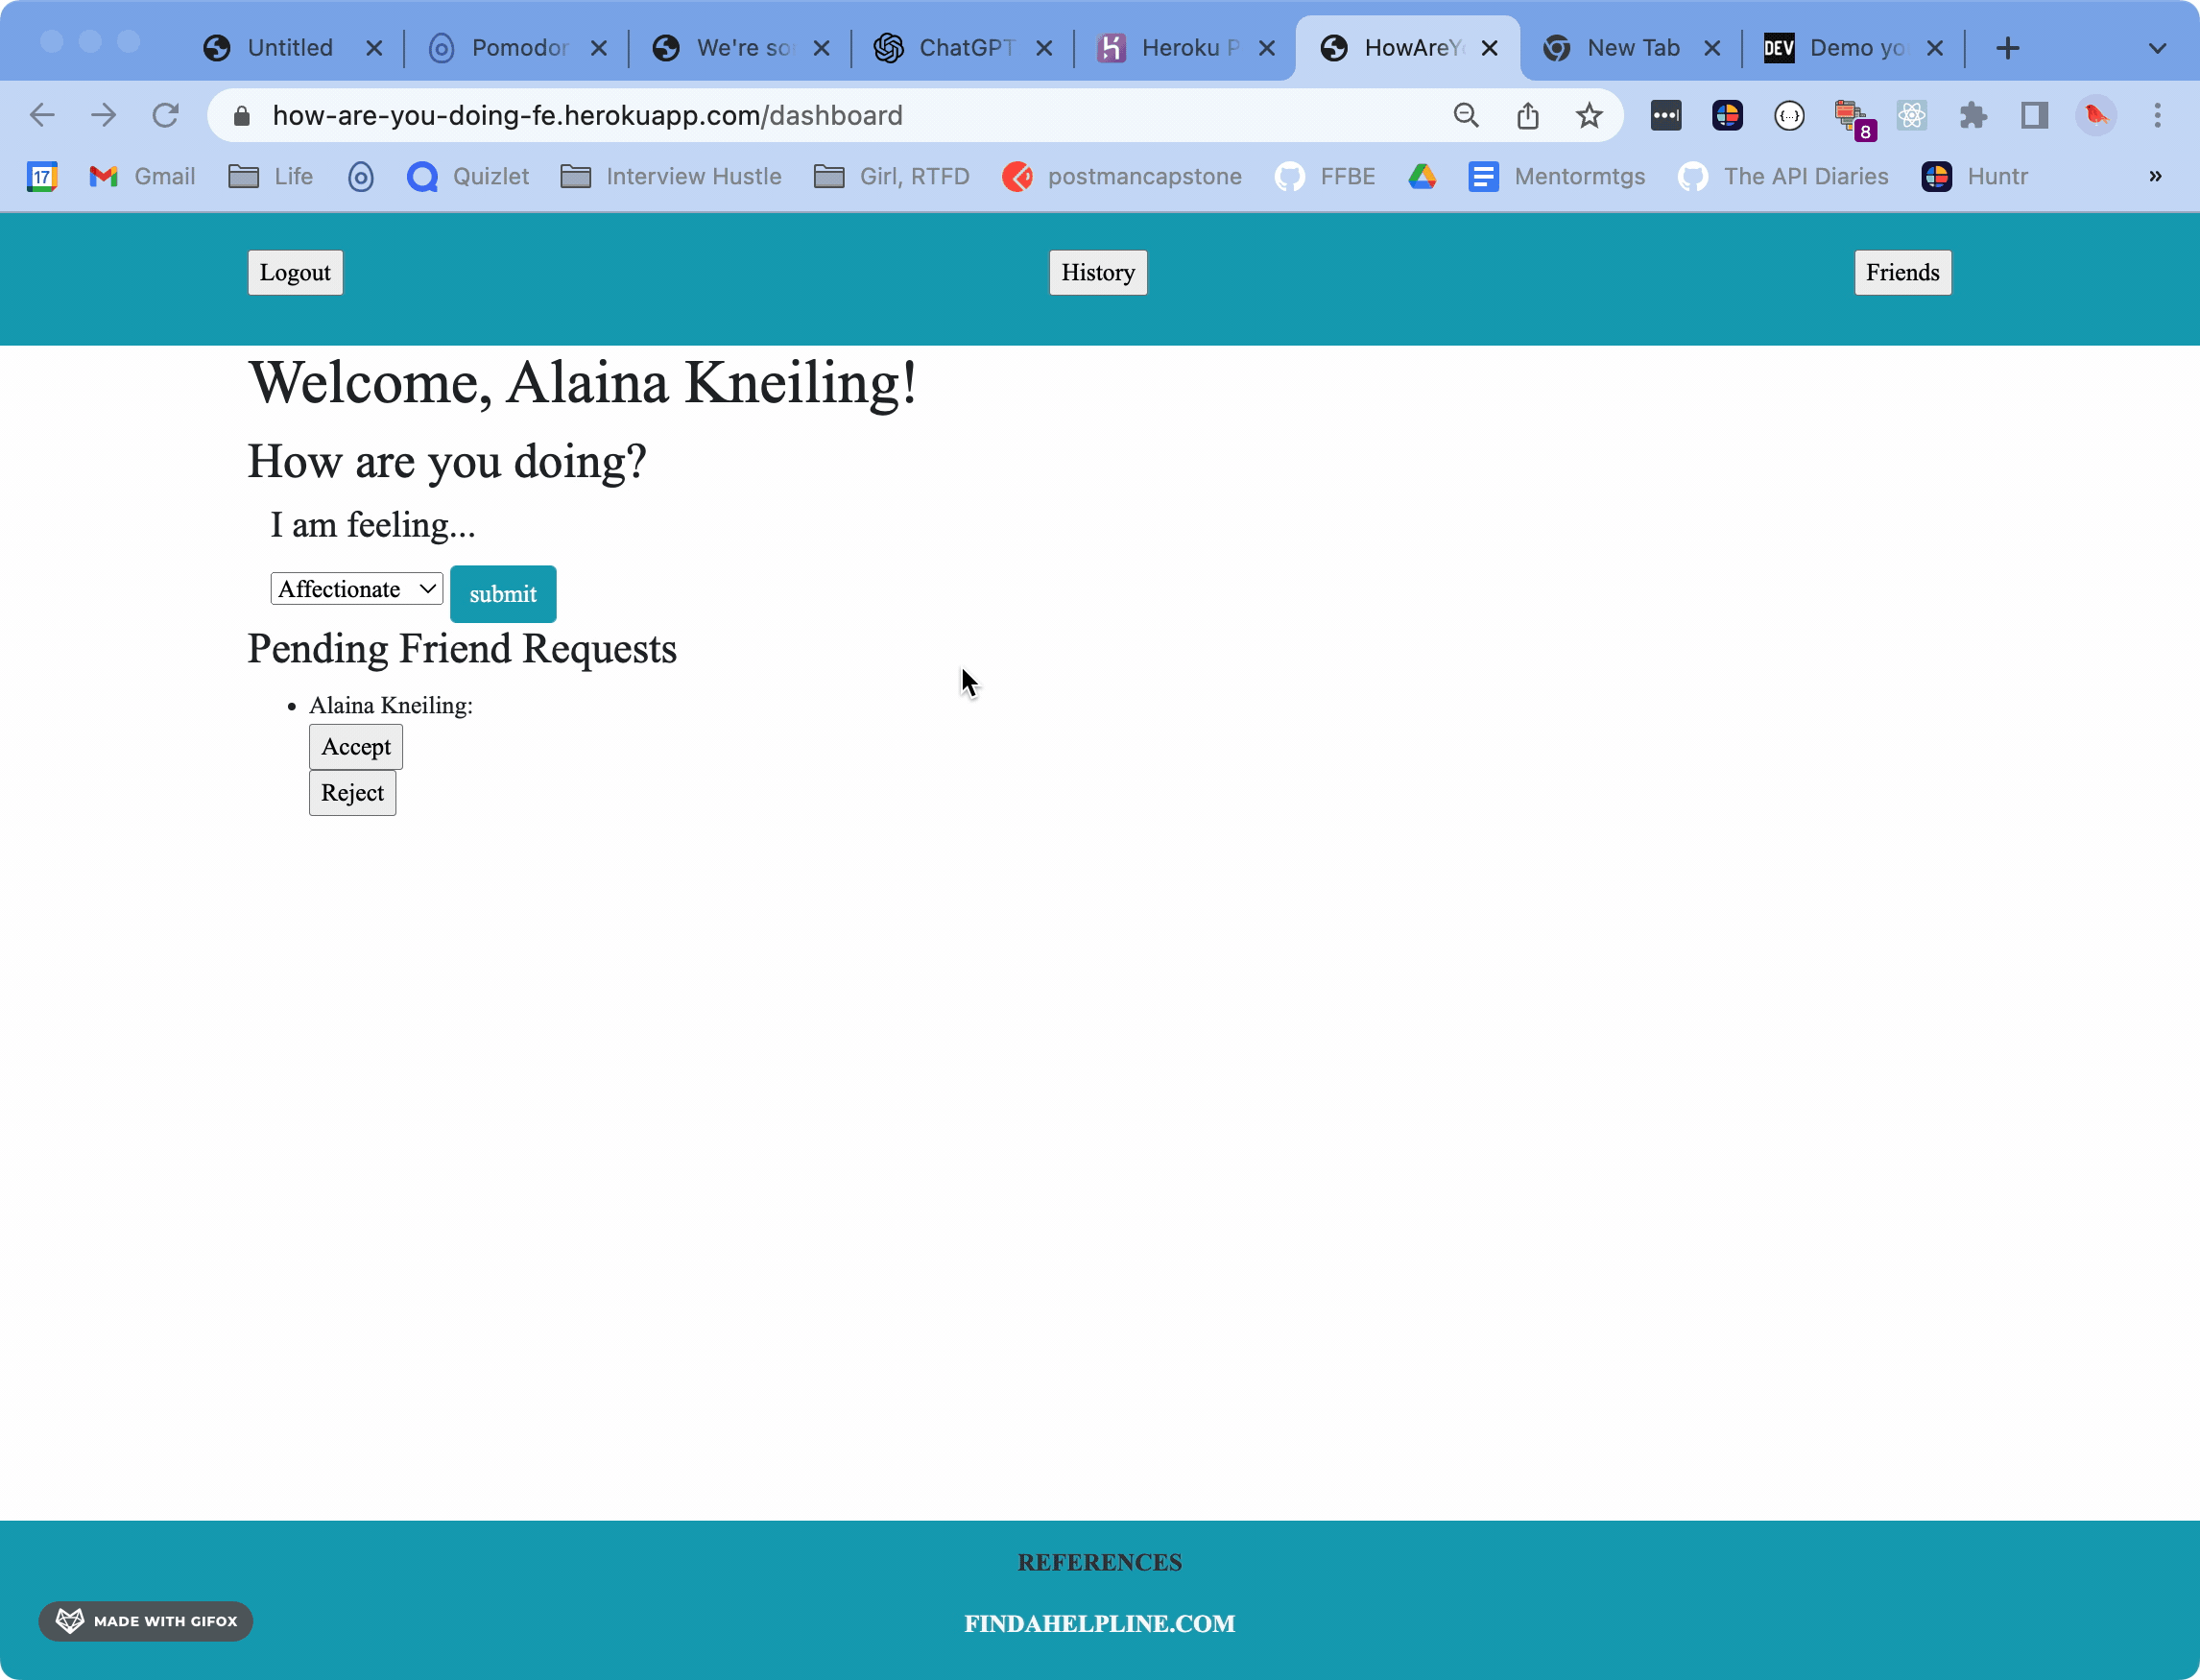 Untitled
Pomodor
We're so
ChatGPT
Heroku P
HowAreY
New Tab
DEV
Demo yo
how-are-you-doing-fe.herokuapp.com/dashboard
8
17
Gmail
Life
Quizlet
Interview Hustle
Girl, RTFD
postmancapstone
FFBE
Mentormtgs
The API Diaries
Huntr
»
Logout
History
Friends
Welcome, Alaina Kneiling!
How are you doing?
I am feeling...
Affectionate
submit
Pending Friend Requests
• Alaina Kneiling:
Accept
Reject
REFERENCES
MADE WITH GIFOX
FINDAHELPLINE.COM